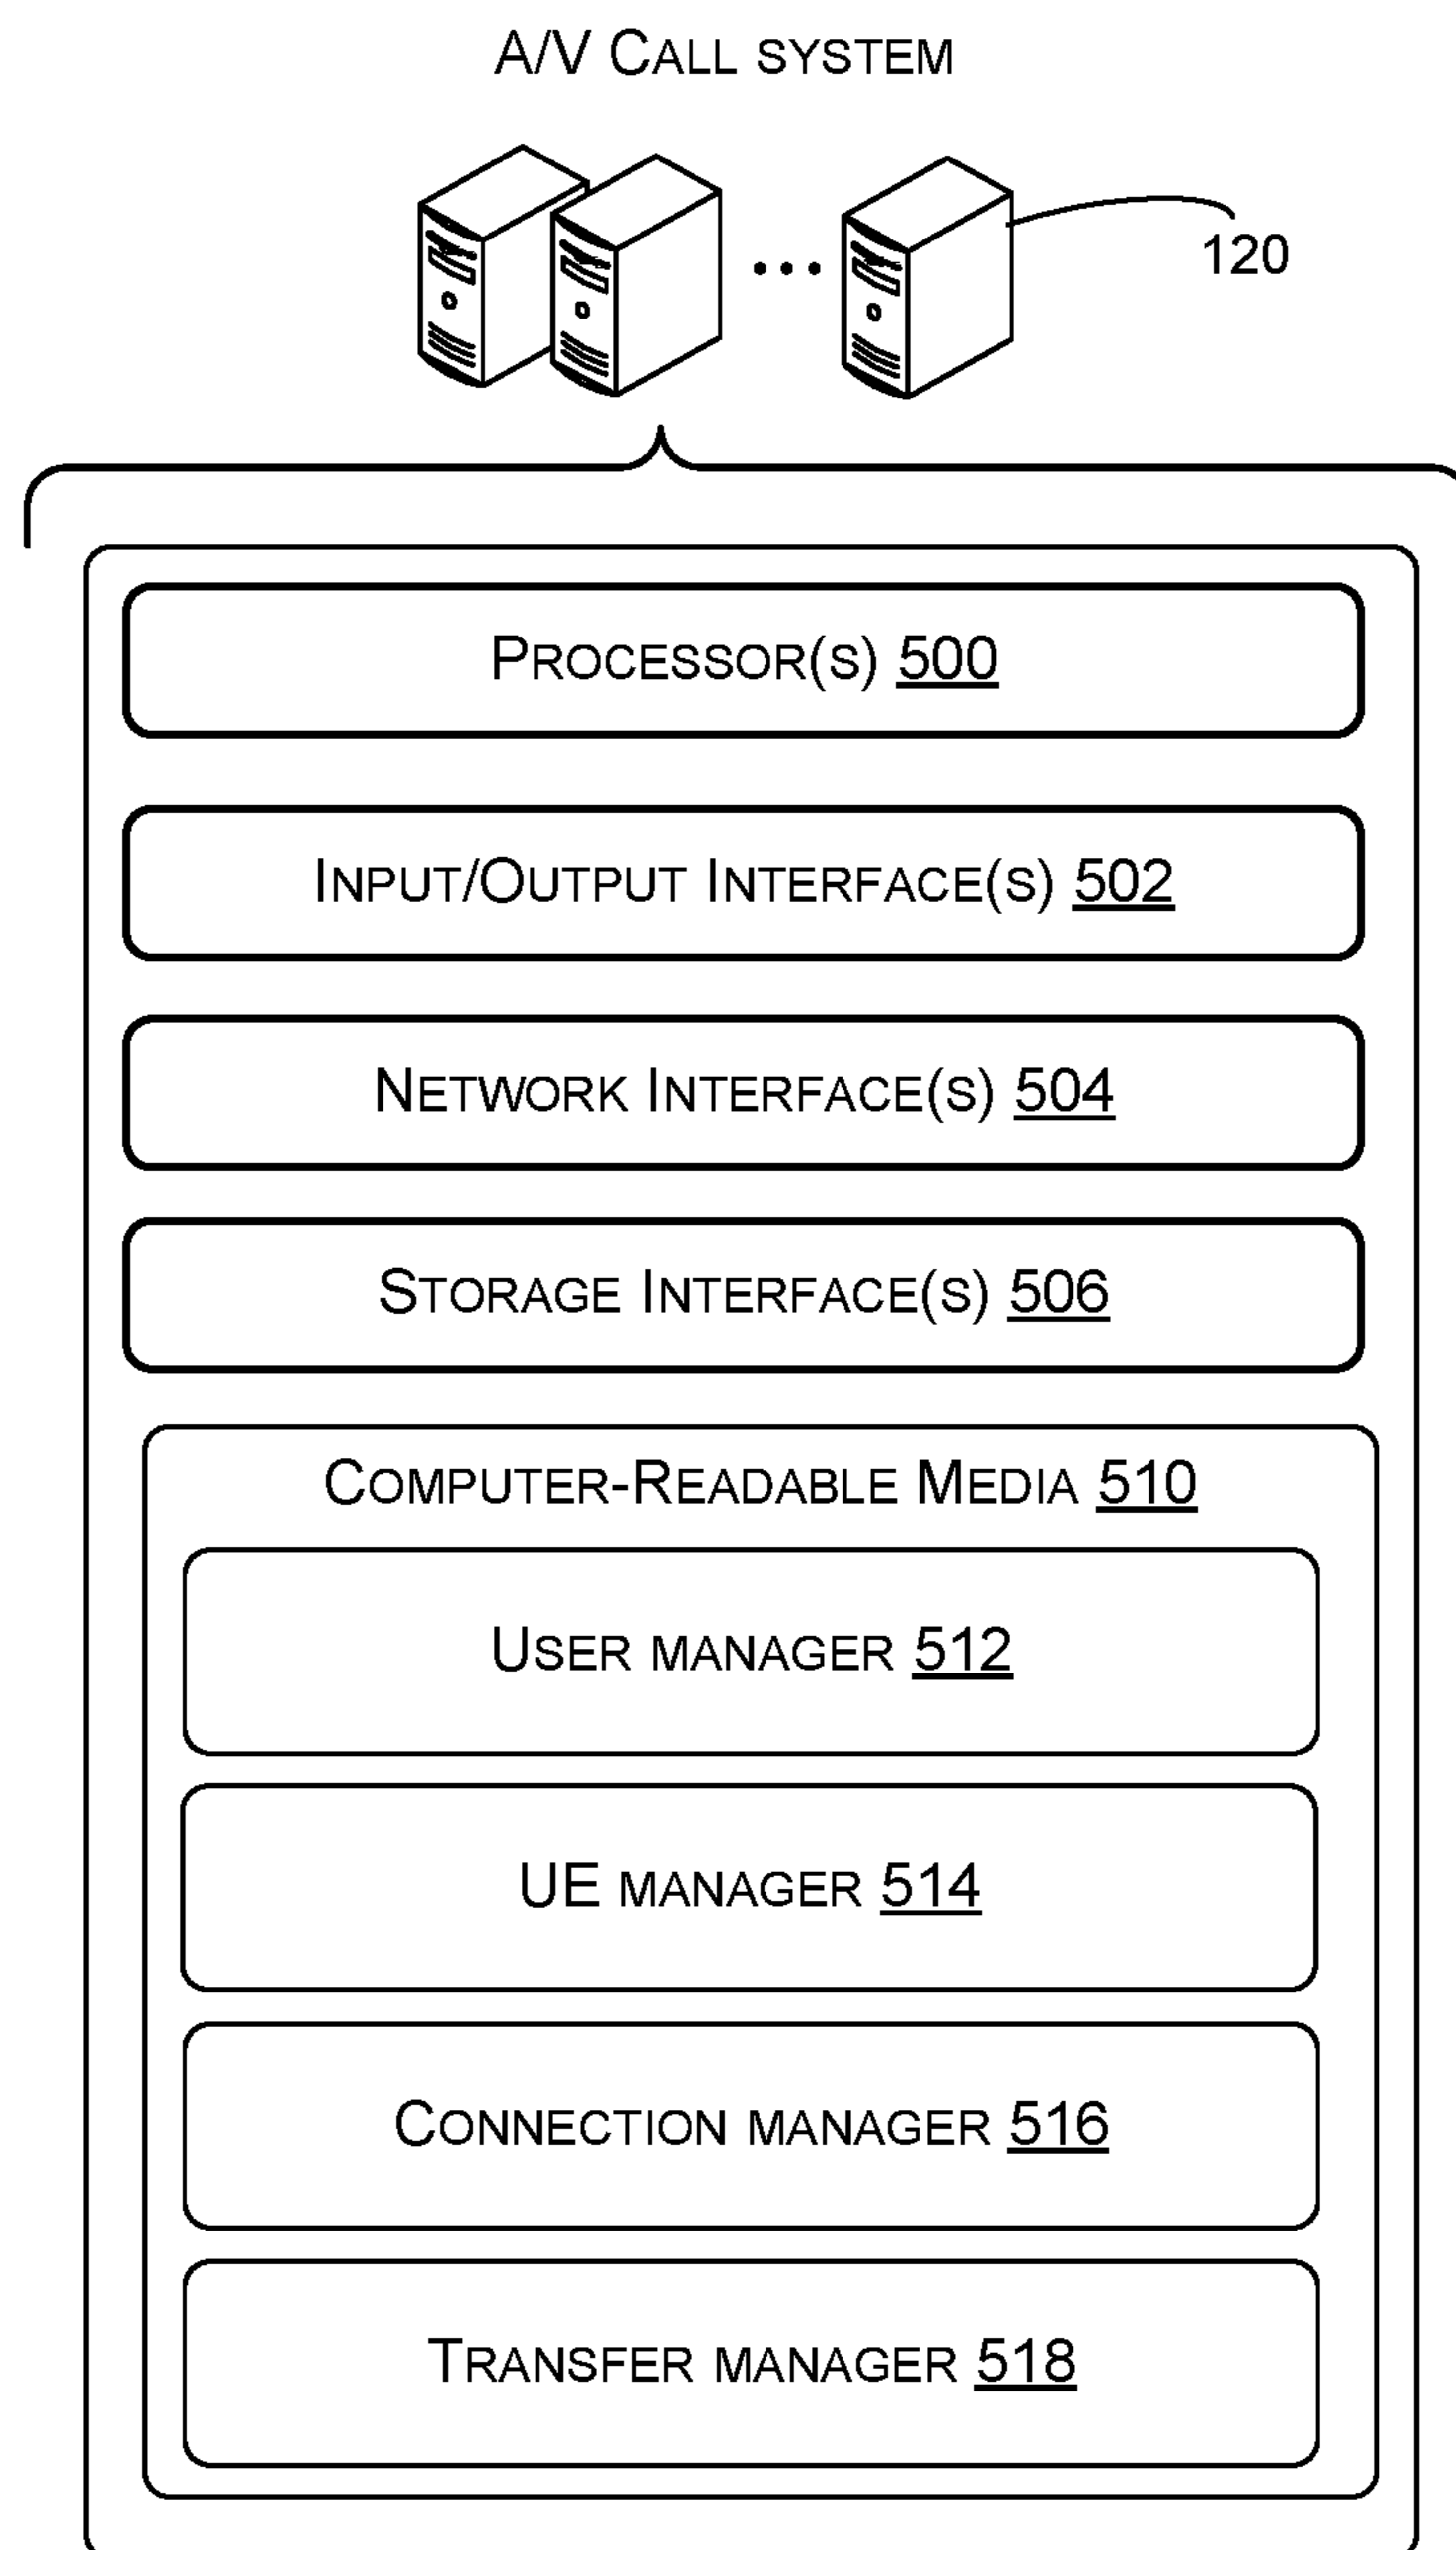 A/V CALL SYSTEM
120
PROCESSOR(S) 500
INPUT/OUTPUT INTERFACE(S) 502
NETWORK INTERFACE(S) 504
STORAGE INTERFACE(S) 506
COMPUTER-READABLE MEDIA 510
USER MANAGER 512
UE MANAGER 514
CONNECTION MANAGER 516
TRANSFER MANAGER 518